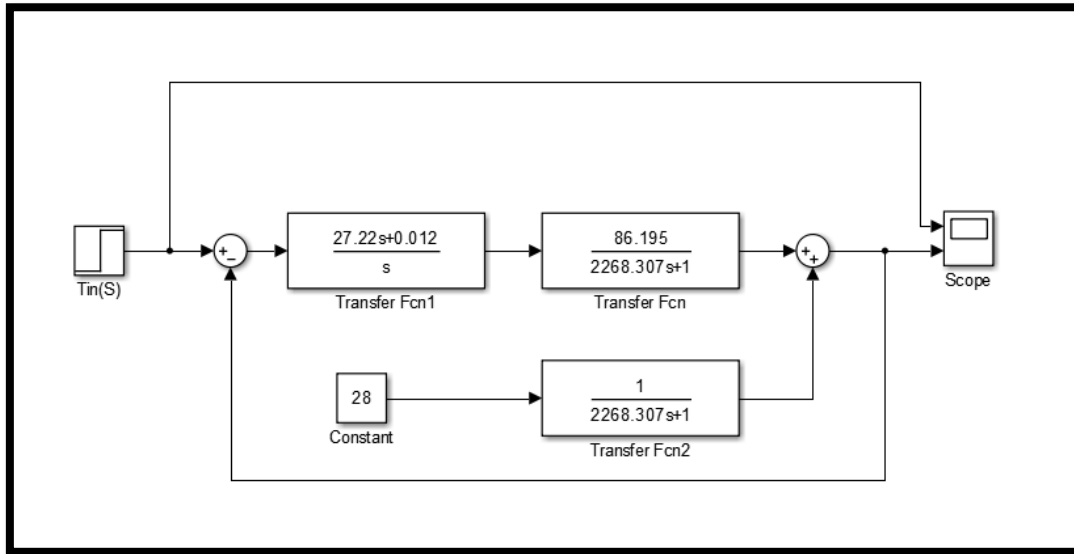 27.22s+0.012
s
Transfer Fcn1
86.195
2268.307s+1
Transfer Fcn
+
−
+
+
Tin(S)
Scope
28
Constant
1
2268.307s+1
Transfer Fcn2